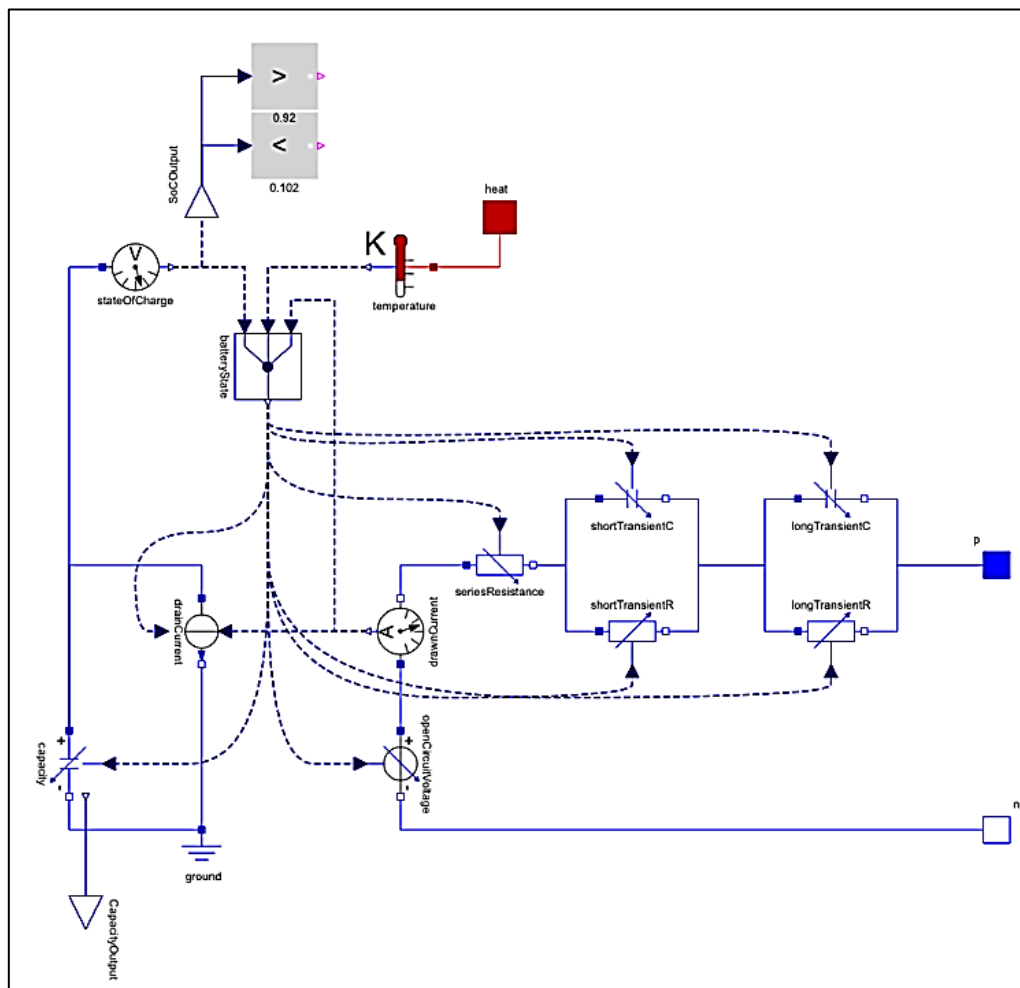 >
0.92
<
0.102
SoCOutput
heat
K
V
stateOfCharge
temperature
batteryState
shortTransientC
longTransientC
p
seriesResistance
shortTransientR
longTransientR
drainCurrent
A
drawnCurrent
+
capacity
-
+
openCircuitVoltage
-
n
ground
CapacityOutput